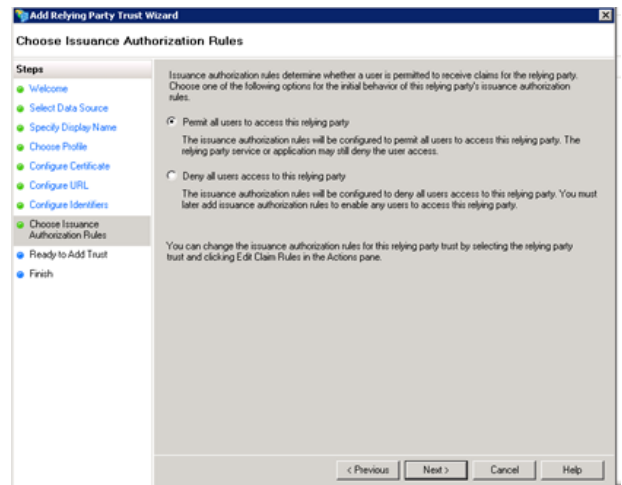 Add Relying Party Trust Wizard
Choose Issuance Authorization Rules
Steps
Welcome
Select Data Source
Specify Display Name
Choose Profile
Configure Certificate
Configure URL
Configure Identifiers
Choose Issuance
Authorization Rules
Ready to Add Trust
Finish
Issuance authorization rules determine whether a user is permitted to receive claims for the relying party.
Choose one of the following options for the initial behavior of this relying party's issuance authorization
rules.
Permit all users to access this relying party
The issuance authorization rules will be configured to permit all users to access this relying party. The
relying party service or application may still deny the user access.
Deny all users access to this relying party
The issuance authorization rules will be configured to deny all users access to this relying party. You must
later add issuance authorization rules to enable any users to access this relying party.
You can change the issuance authorization rules for this relying party trust by selecting the relying party
trust and clicking Edit Claim Rules in the Actions pane.
< Previous
Next >
Cancel
Help